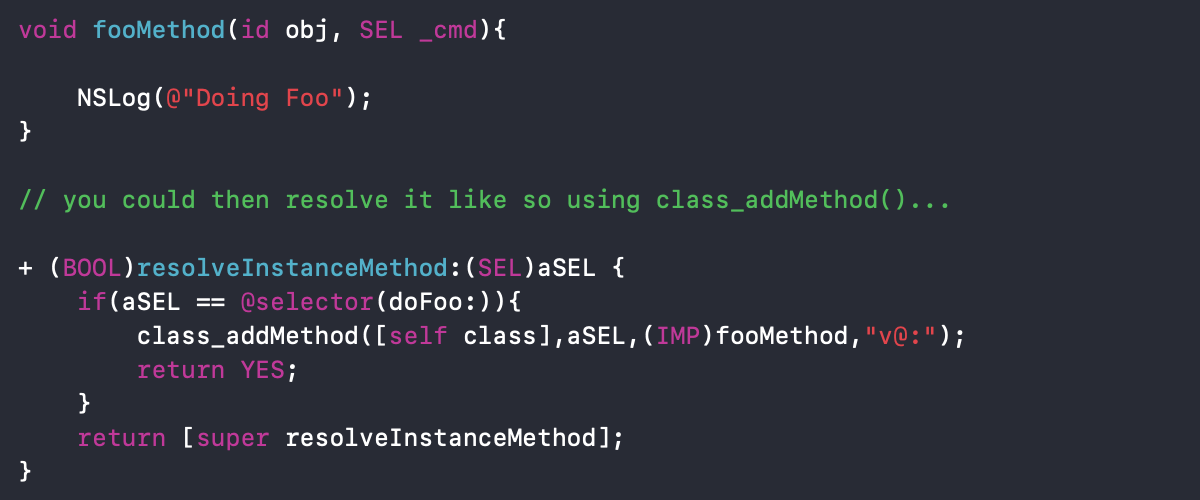 void fooMethod(id obj, SEL _cmd){
    NSLog(@"Doing Foo");
}
// you could then resolve it like so using class_addMethod()...
+ (BOOL)resolveInstanceMethod:(SEL)aSEL {
    if(aSEL == @selector(doFoo:)){
        class_addMethod([self class],aSEL,(IMP)fooMethod,"v@:");
        return YES;
    }
    return [super resolveInstanceMethod];
}